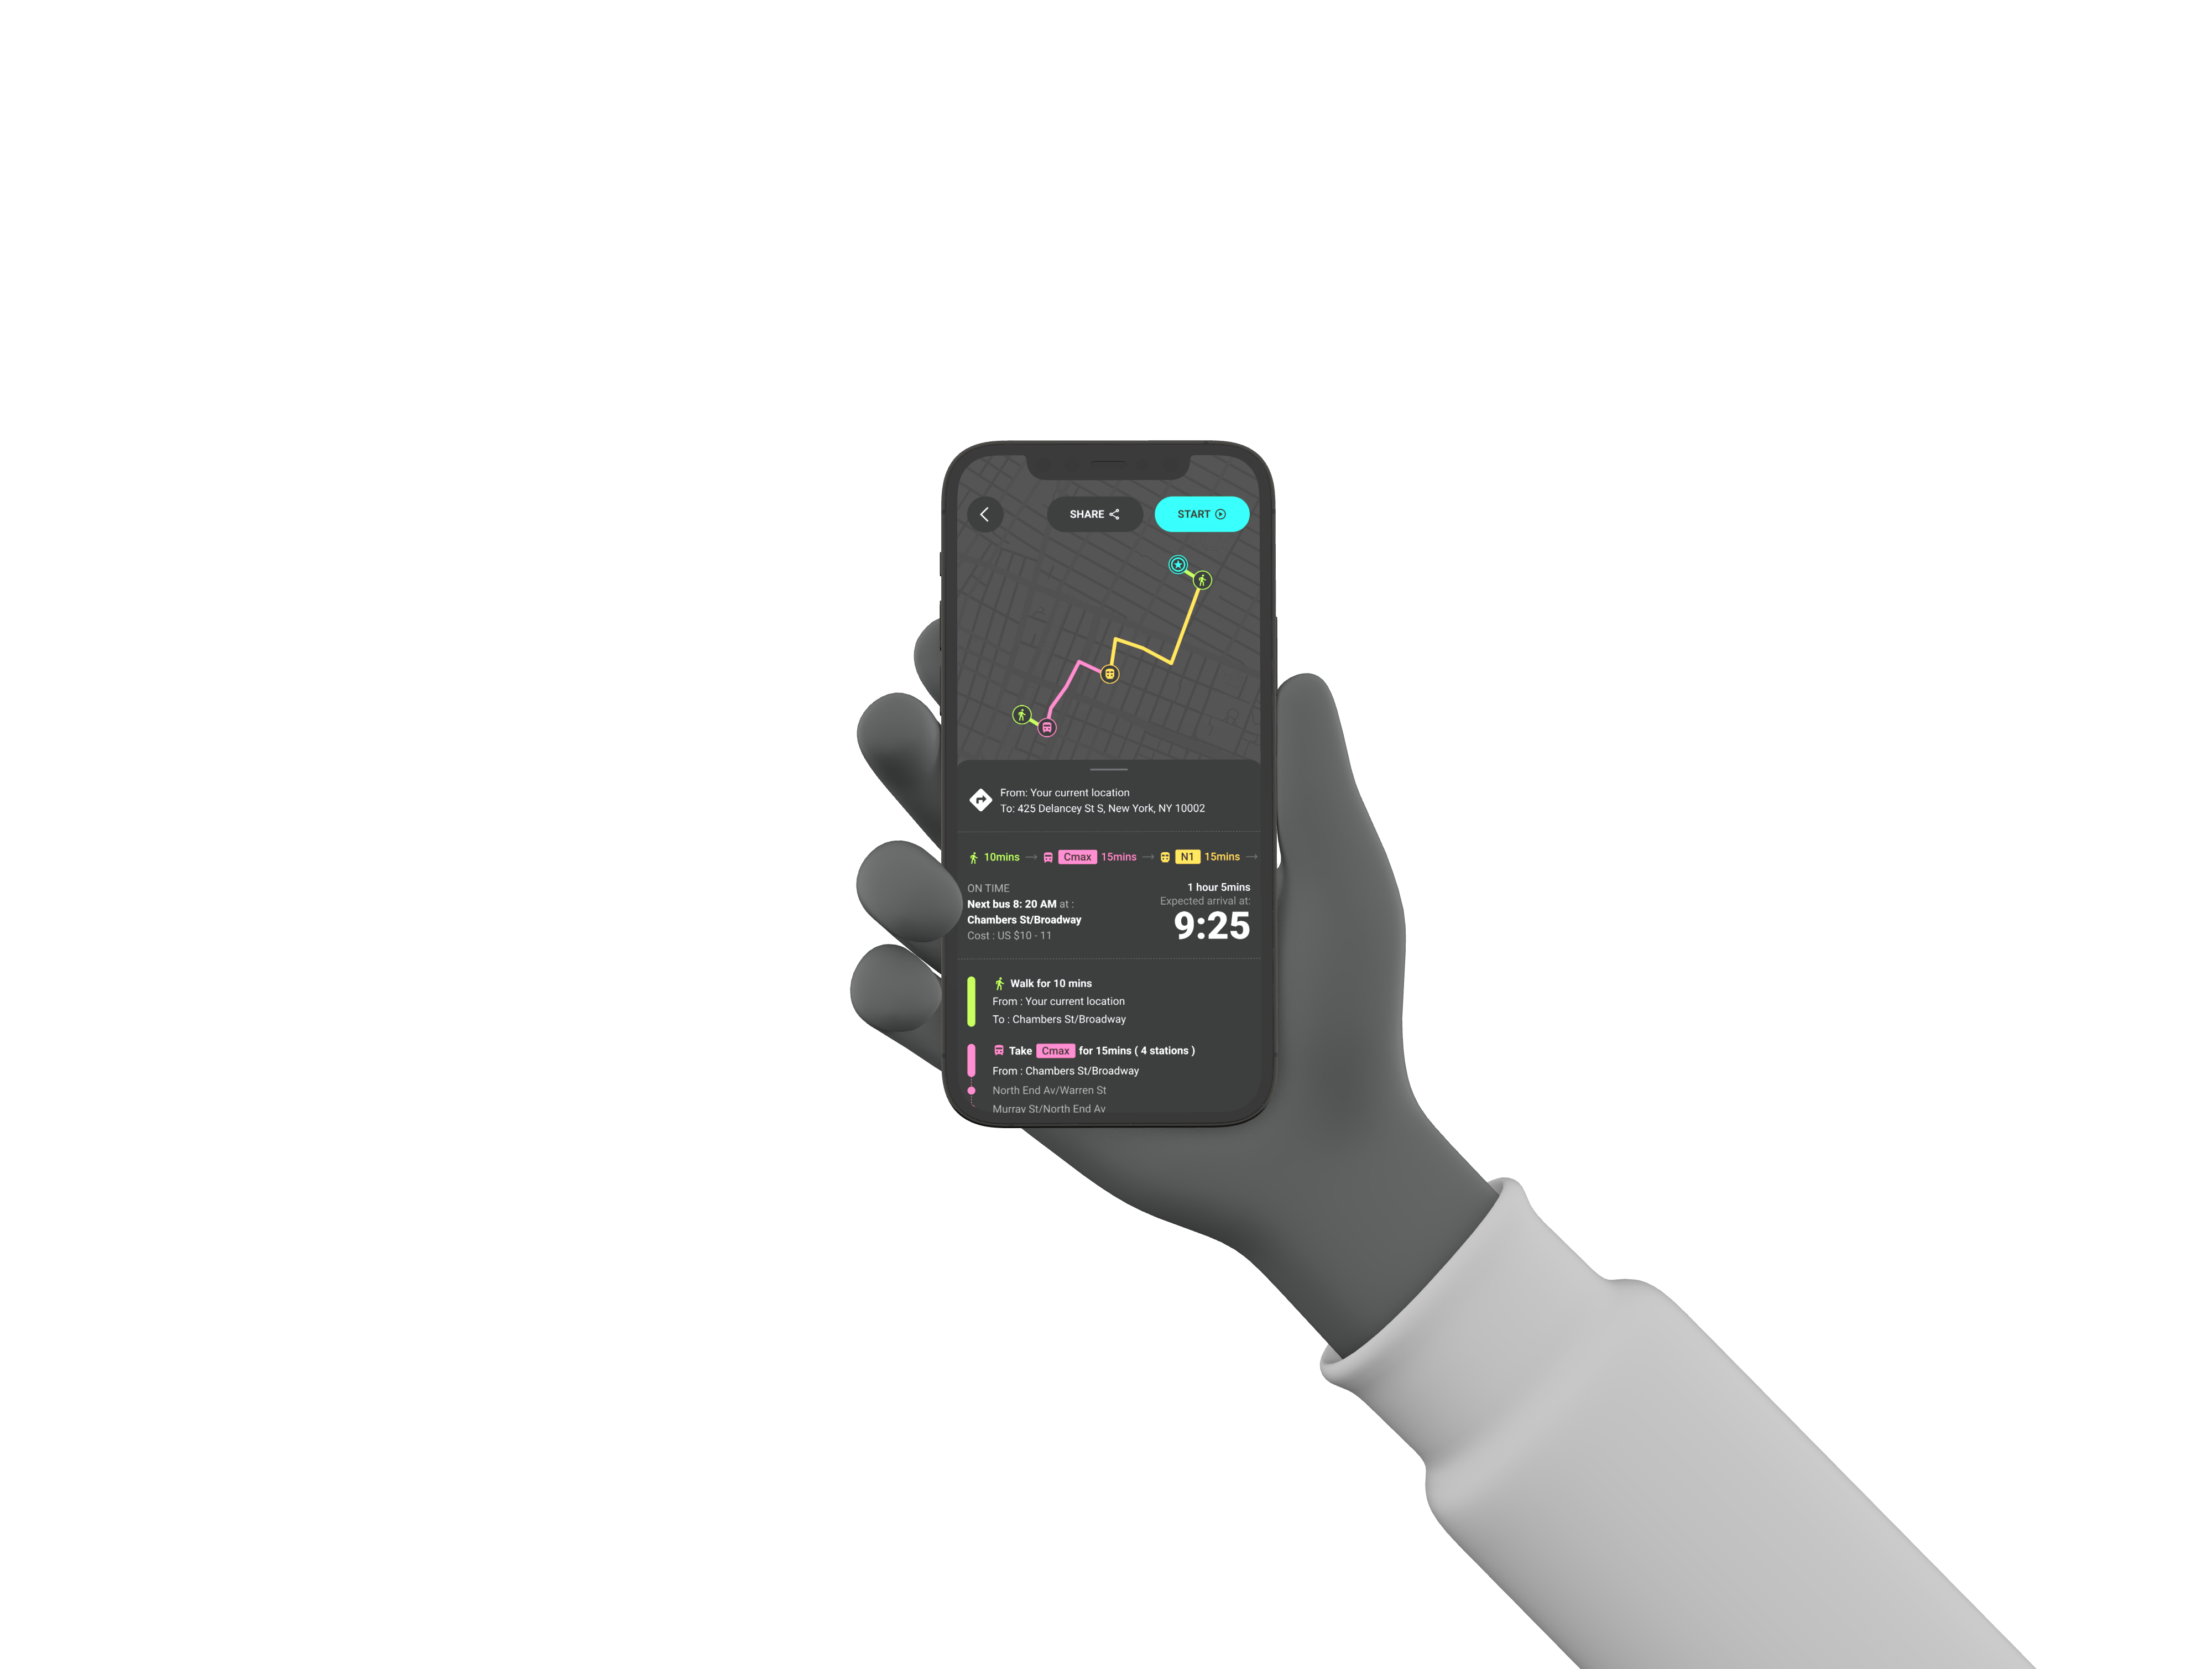 SHARE
START
From: Your current location
To: 425 Delancey St S, New York, NY 10002
10mins Cmax 15mins N1 15mins
ON TIME
Next bus 8: 20 AM at :
Chambers St/Broadway
Cost : US $10 - 11
1 hour 5mins
Expected arrival at:
9:25
Walk for 10 mins
From : Your current location
To : Chambers St/Broadway
Take Cmax for 15mins ( 4 stations )
From : Chambers St/Broadway
North End Av/Warren St
Murray St/North End Av